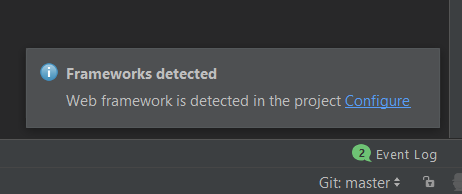 Frameworks detected
Web framework is detected in the project Configure
2 Event Log
Git: master